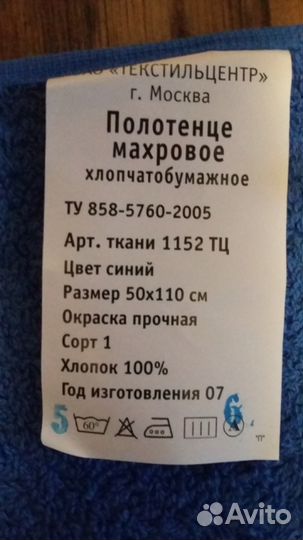 «ТЕКСТИЛЬЦЕНТР»
г. Москва
Полотенце
махровое
хлопчатобумажное
ТУ 858-5760-2005
Арт. ткани 1152 ТЦ
Цвет синий
Размер 50х110 см
Окраска прочная
Сорт 1
Хлопок 100%
Год изготовления 07
5 60° 6
"П"
Avito